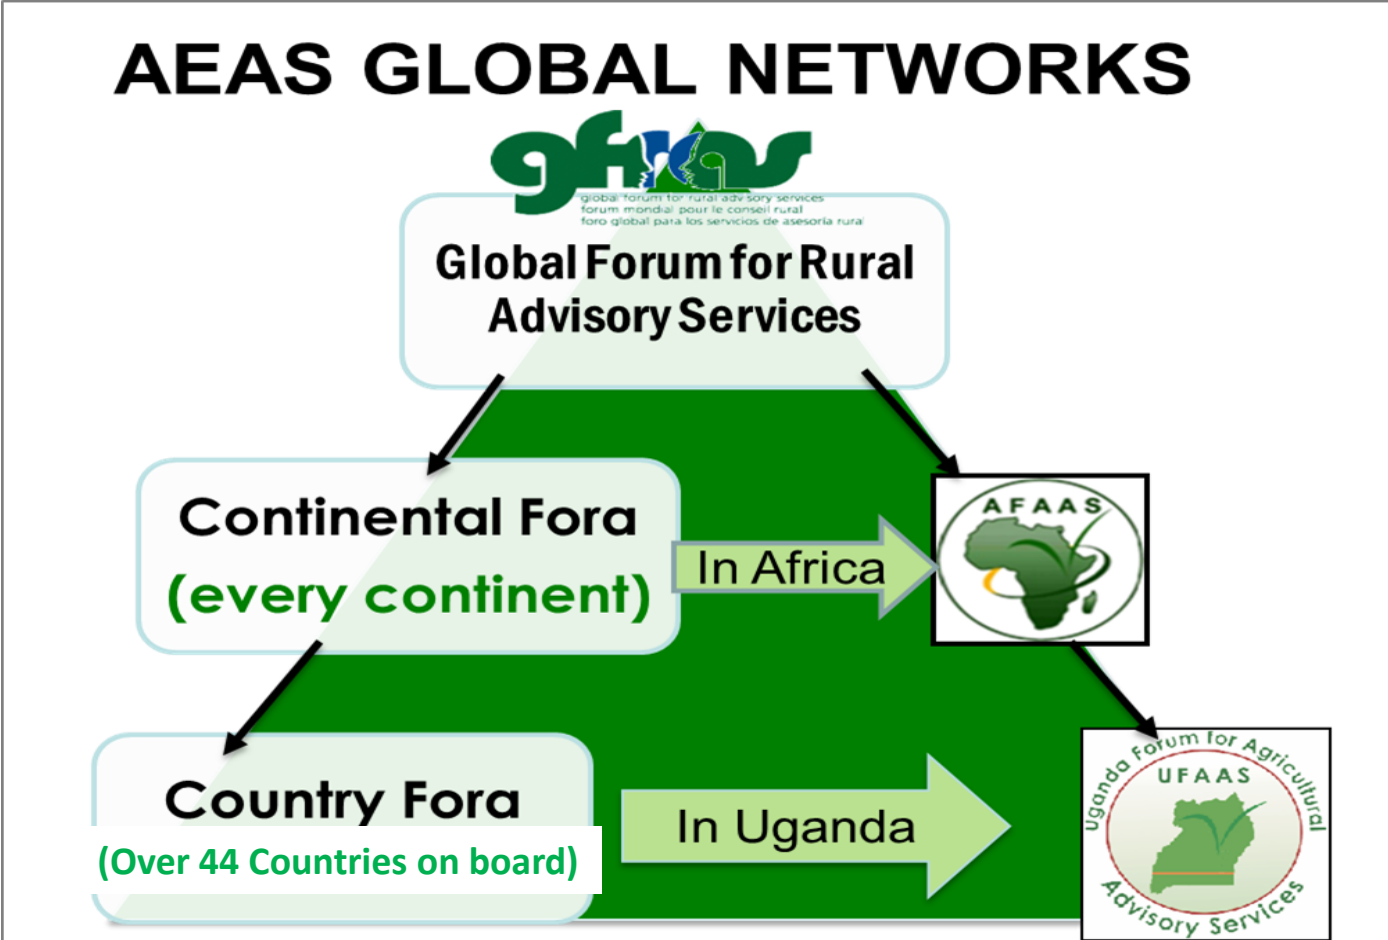 AEAS GLOBAL NETWORKS
gfras
global forum for rural advisory services
forum mondial pour le conseil rural
foro global para los servicios de asesoría rural
Global Forum for Rural
Advisory Services
Continental Fora
(every continent)
In Africa
AFAAS
Country Fora
(Over 44 Countries on board)
In Uganda
Uganda Forum for Agricultural
UFAAS
Advisory Services